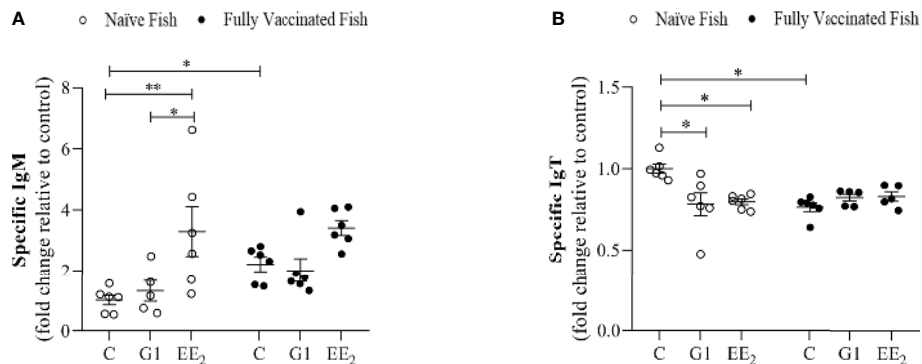 A
○ Naïve Fish ● Fully Vaccinated Fish
Specific IgM
(fold change relative to control)
8
6
4
2
0
*
**
*
C G1 EE₂ C G1 EE₂
B
○ Naïve Fish ● Fully Vaccinated Fish
Specific IgT
(fold change relative to control)
1.5
1.0
0.5
0.0
*
*
*
C G1 EE₂ C G1 EE₂